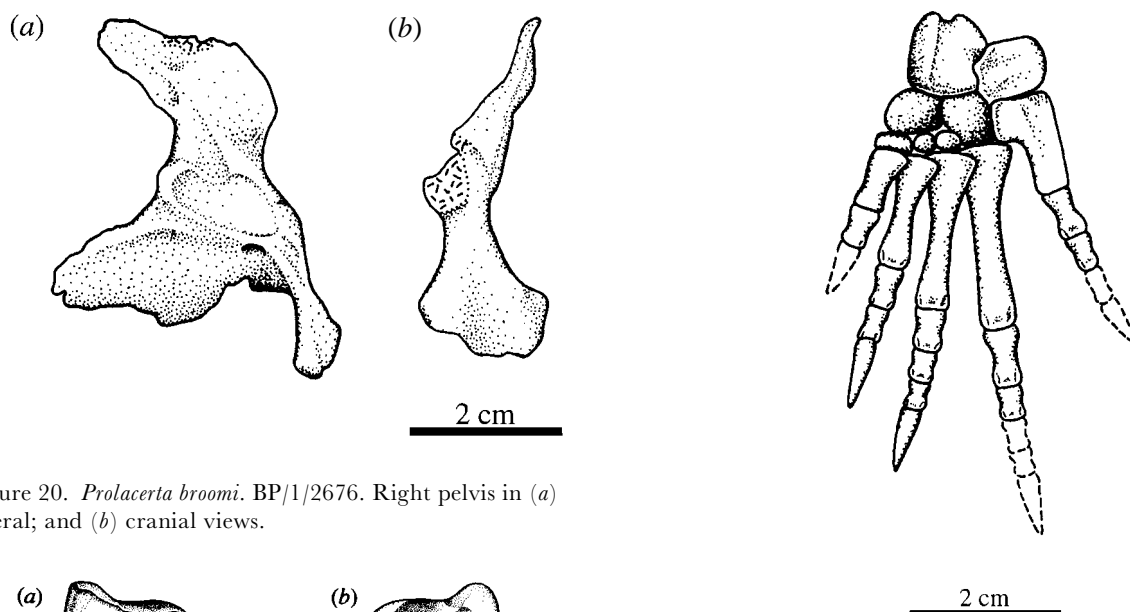 (a)
(b)
2 cm
ure 20. Prolacerta broomi. BP/1/2676. Right pelvis in (a)
eral; and (b) cranial views.
(a)
(b)
2 cm